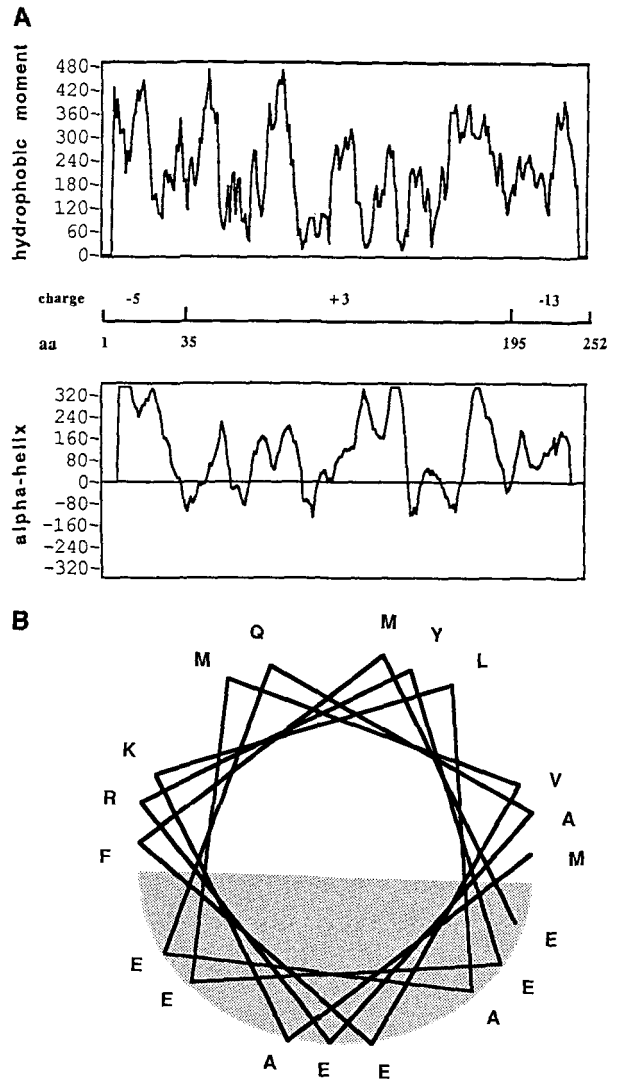 A
hydrophobic moment
480
420
360
300
240
180
120
60
0
charge -5 +3 -13
aa 1 35 195 252
alpha-helix
320
240
160
80
0
-80
-160
-240
-320
B
M Q M Y L
K V
R A
F M
E E
E E
A A
E E